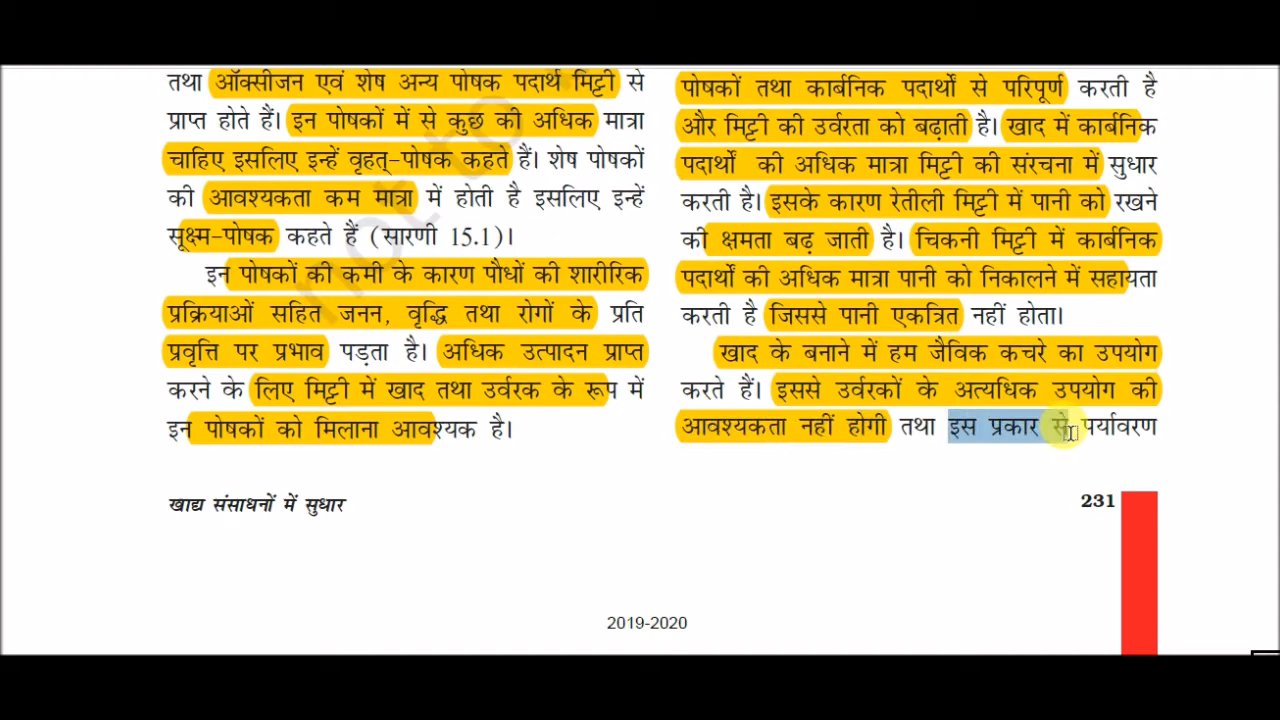 तथा ऑक्सीजन एवं शेष अन्य पोषक पदार्थ मिट्टी से
प्राप्त होते हैं। इन पोषकों में से कुछ की अधिक मात्रा
चाहिए इसलिए इन्हें वृहत्-पोषक कहते हैं। शेष पोषकों
की आवश्यकता कम मात्रा में होती है इसलिए इन्हें
सूक्ष्म-पोषक कहते हैं (सारणी 15.1)।
इन पोषकों की कमी के कारण पौधों की शारीरिक
प्रक्रियाओं सहित जनन, वृद्धि तथा रोगों के प्रति
प्रवृत्ति पर प्रभाव पड़ता है। अधिक उत्पादन प्राप्त
करने के लिए मिट्टी में खाद तथा उर्वरक के रूप में
इन पोषकों को मिलाना आवश्यक है।
पोषकों तथा कार्बनिक पदार्थों से परिपूर्ण करती है
और मिट्टी की उर्वरता को बढ़ाती है। खाद में कार्बनिक
पदार्थों की अधिक मात्रा मिट्टी की संरचना में सुधार
करती है। इसके कारण रेतीली मिट्टी में पानी को रखने
की क्षमता बढ़ जाती है। चिकनी मिट्टी में कार्बनिक
पदार्थों की अधिक मात्रा पानी को निकालने में सहायता
करती है जिससे पानी एकत्रित नहीं होता।
खाद के बनाने में हम जैविक कचरे का उपयोग
करते हैं। इससे उर्वरकों के अत्यधिक उपयोग की
आवश्यकता नहीं होगी तथा इस प्रकार से पर्यावरण
खाद्य संसाधनों में सुधार
231
2019-2020
not to